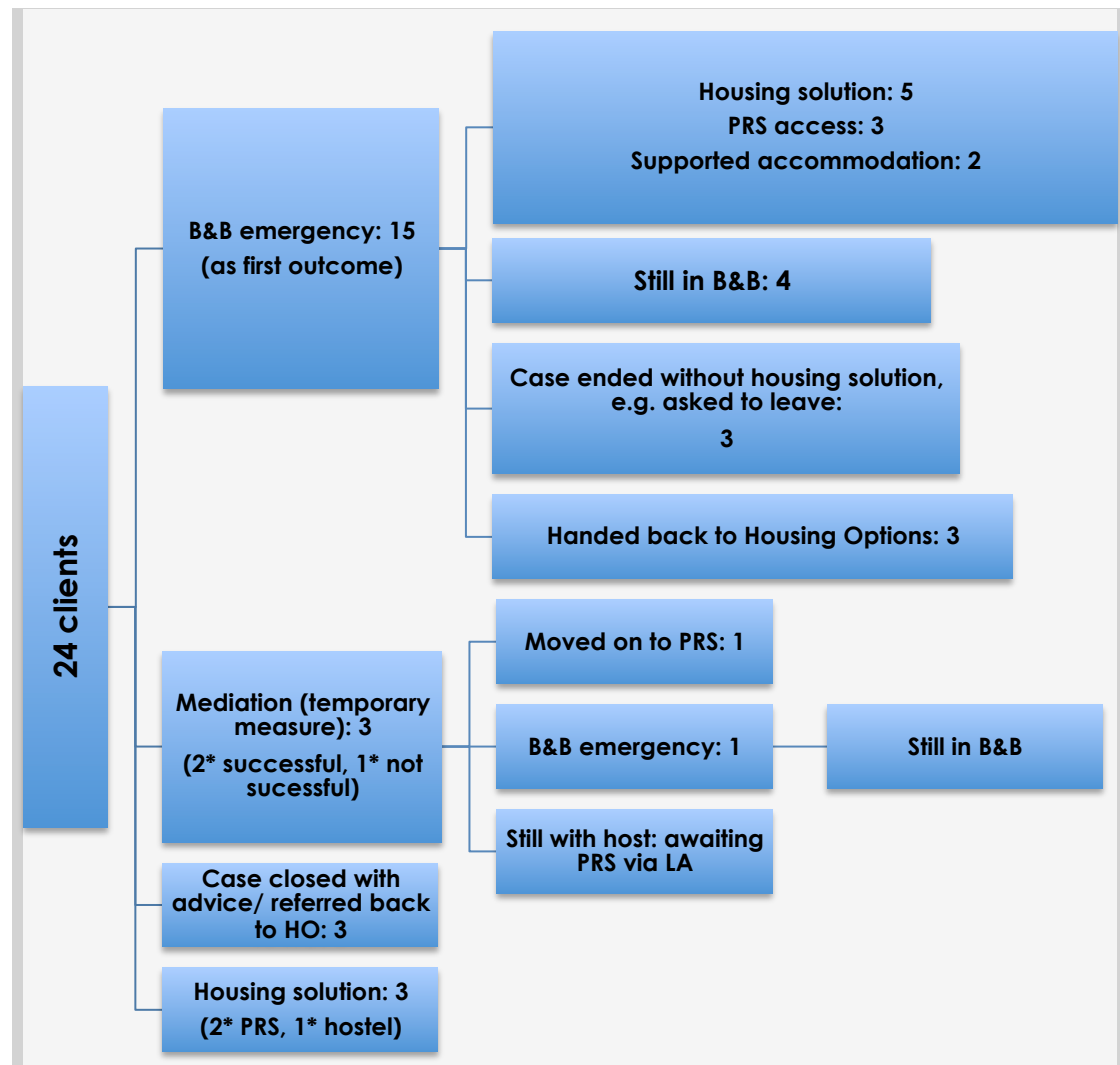 24 clients
B&B emergency: 15
(as first outcome)
Housing solution: 5
PRS access: 3
Supported accommodation: 2
Still in B&B: 4
Case ended without housing solution,
e.g. asked to leave:
3
Handed back to Housing Options: 3
Mediation (temporary
measure): 3
(2* successful, 1* not
sucessful)
Moved on to PRS: 1
B&B emergency: 1
Still in B&B
Still with host: awaiting
PRS via LA
Case closed with
advice/ referred back
to HO: 3
Housing solution: 3
(2* PRS, 1* hostel)